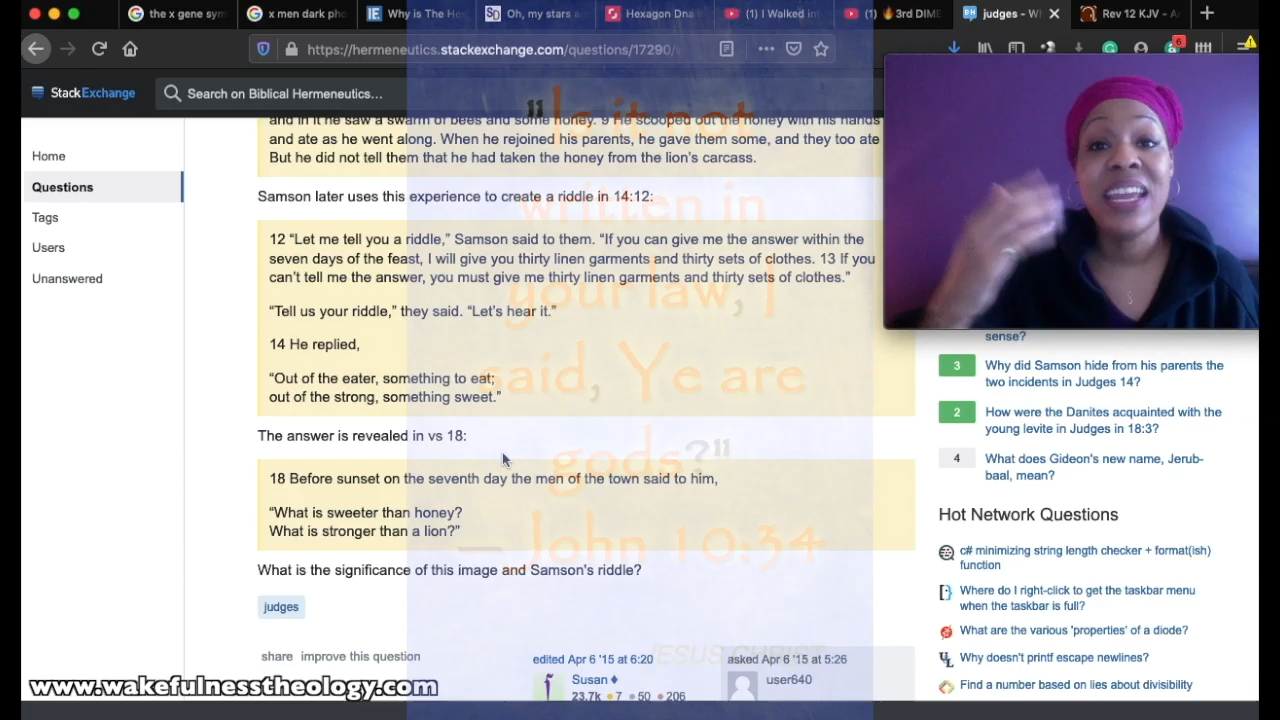 the x gene sym
x men dark pho
Why is The He
Oh, my stars a
Hexagon Dna
(1) I Walked in
(1) 🔥3rd DIME
judges - W
Rev 12 KJV - A
https://hermeneutics.stackexchange.com/questions/17290/
6
StackExchange
Search on Biblical Hermeneutics…
Home
Questions
Tags
Users
Unanswered
and in it he saw a swarm of bees and some honey. 9 He scooped out the honey with his hands
and ate as he went along. When he rejoined his parents, he gave them some, and they too ate
But he did not tell them that he had taken the honey from the lion's carcass.
Samson later uses this experience to create a riddle in 14:12:
12 “Let me tell you a riddle,” Samson said to them. “If you can give me the answer within the
seven days of the feast, I will give you thirty linen garments and thirty sets of clothes. 13 If you
can't tell me the answer, you must give me thirty linen garments and thirty sets of clothes.”
“Tell us your riddle,” they said. “Let's hear it.”
14 He replied,
“Out of the eater, something to eat;
out of the strong, something sweet.”
The answer is revealed in vs 18:
18 Before sunset on the seventh day the men of the town said to him,
“What is sweeter than honey?
What is stronger than a lion?”
What is the significance of this image and Samson's riddle?
judges
share improve this question
edited Apr 6 '15 at 6:20
Susan ♦
23.7k 7 50 206
asked Apr 6 '15 at 5:26
user640
"Is it not
written in
your law, I
said, Ye are
gods?"
— John 10:34
JESUS CHRIST
sense?
3 Why did Samson hide from his parents the
two incidents in Judges 14?
2 How were the Danites acquainted with the
young levite in Judges in 18:3?
4 What does Gideon's new name, Jerub-
baal, mean?
Hot Network Questions
c# minimizing string length checker + format(ish)
function
Where do I right-click to get the taskbar menu
when the taskbar is full?
What are the various 'properties' of a diode?
Why doesn't printf escape newlines?
Find a number based on lies about divisibility
www.wakefulnesstheology.com